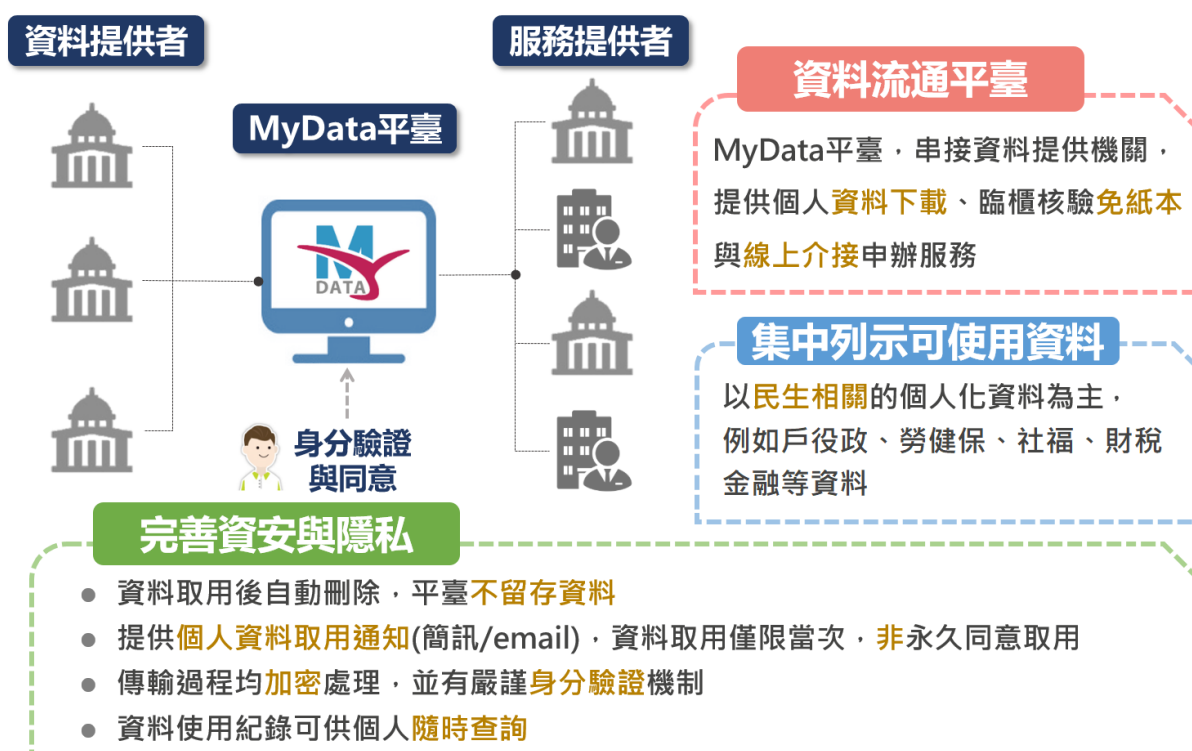 資料提供者
服務提供者
MyData平臺
M
DATA
身分驗證
與同意
資料流通平臺
MyData平臺，串接資料提供機關，
提供個人資料下載、臨櫃核驗免紙本
與線上介接申辦服務
集中列示可使用資料
以民生相關的個人化資料為主，
例如戶役政、勞健保、社福、財稅
金融等資料
完善資安與隱私
● 資料取用後自動刪除，平臺不留存資料
● 提供個人資料取用通知(簡訊/email)，資料取用僅限當次，非永久同意取用
● 傳輸過程均加密處理，並有嚴謹身分驗證機制
● 資料使用紀錄可供個人隨時查詢